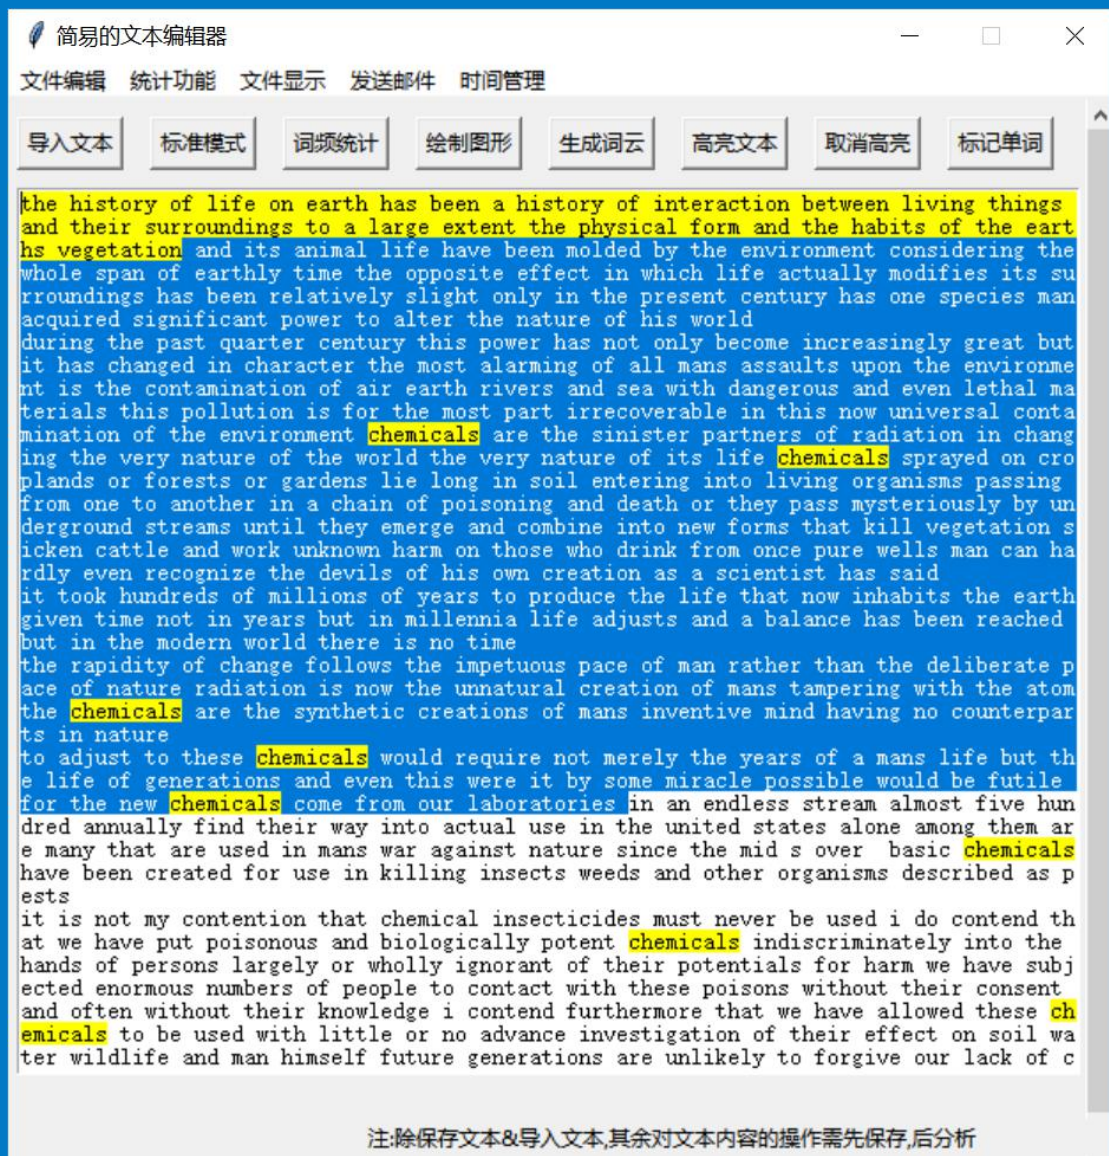 简易的文本编辑器
文件编辑 统计功能 文件显示 发送邮件 时间管理
导入文本 标准模式 词频统计 绘制图形 生成词云 高亮文本 取消高亮 标记单词
the history of life on earth has been a history of interaction between living things
and their surroundings to a large extent the physical form and the habits of the eart
hs vegetation and its animal life have been molded by the environment considering the
whole span of earthly time the opposite effect in which life actually modifies its su
rroundings has been relatively slight only in the present century has one species man
acquired significant power to alter the nature of his world
during the past quarter century this power has not only become increasingly great but
it has changed in character the most alarming of all mans assaults upon the environme
nt is the contamination of air earth rivers and sea with dangerous and even lethal ma
terials this pollution is for the most part irrecoverable in this now universal conta
mination of the environment chemicals are the sinister partners of radiation in chang
ing the very nature of the world the very nature of its life chemicals sprayed on cro
plands or forests or gardens lie long in soil entering into living organisms passing
from one to another in a chain of poisoning and death or they pass mysteriously by un
derground streams until they emerge and combine into new forms that kill vegetation s
icken cattle and work unknown harm on those who drink from once pure wells man can ha
rdly even recognize the devils of his own creation as a scientist has said
it took hundreds of millions of years to produce the life that now inhabits the earth
given time not in years but in millennia life adjusts and a balance has been reached
but in the modern world there is no time
the rapidity of change follows the impetuous pace of man rather than the deliberate p
ace of nature radiation is now the unnatural creation of mans tampering with the atom
the chemicals are the synthetic creations of mans inventive mind having no counterpar
ts in nature
to adjust to these chemicals would require not merely the years of a mans life but th
e life of generations and even this were it by some miracle possible would be futile
for the new chemicals come from our laboratories in an endless stream almost five hun
dred annually find their way into actual use in the united states alone among them ar
e many that are used in mans war against nature since the mid s over  basic chemicals
have been created for use in killing insects weeds and other organisms described as p
ests
it is not my contention that chemical insecticides must never be used i do contend th
at we have put poisonous and biologically potent chemicals indiscriminately into the
hands of persons largely or wholly ignorant of their potentials for harm we have subj
ected enormous numbers of people to contact with these poisons without their consent
and often without their knowledge i contend furthermore that we have allowed these ch
emicals to be used with little or no advance investigation of their effect on soil wa
ter wildlife and man himself future generations are unlikely to forgive our lack of c
注:除保存文本&导入文本,其余对文本内容的操作需先保存,后分析